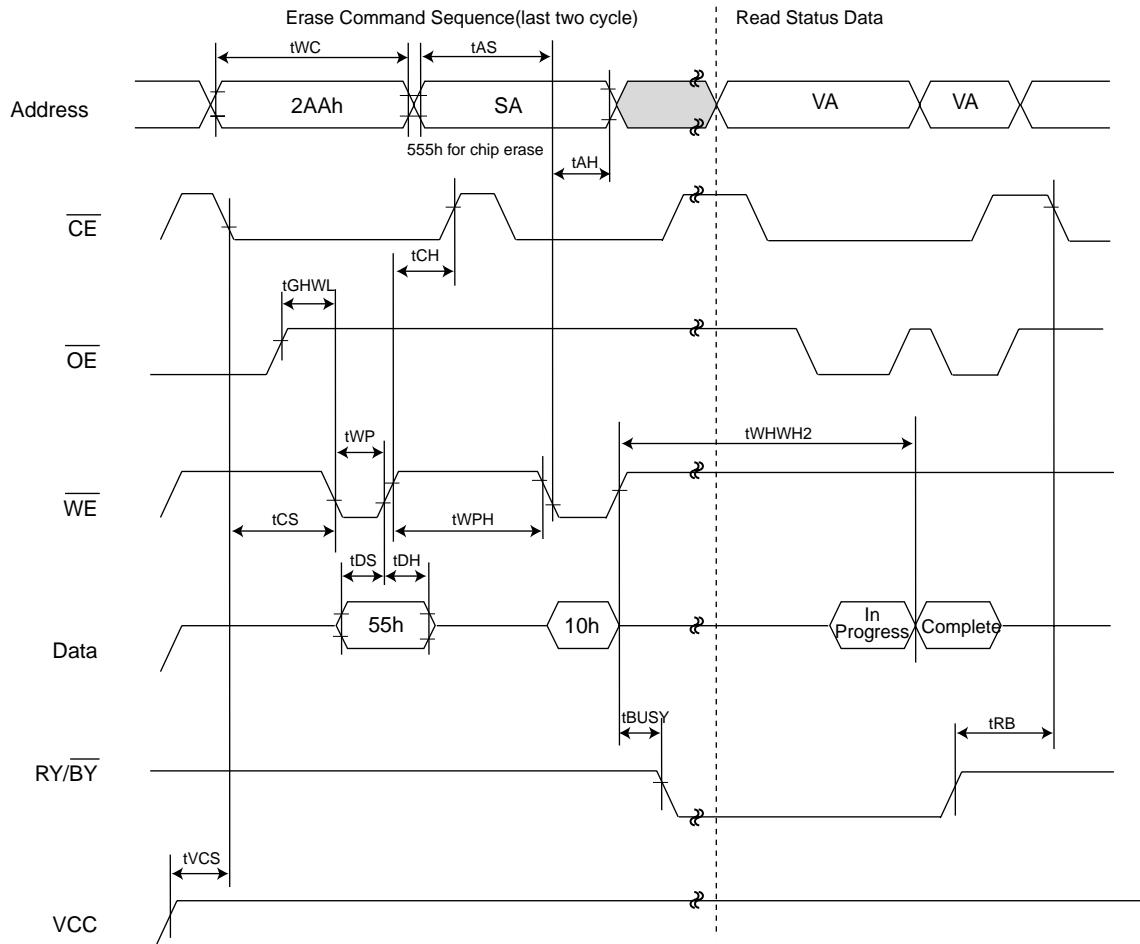 Erase Command Sequence(last two cycle)
Read Status Data
tWC
tAS
Address
2AAh
SA
VA
VA
555h for chip erase
tAH
CE
tCH
tGHWL
OE
tWP
tWHWH2
WE
tCS
tWPH
tDS
tDH
55h
10h
In
Progress
Complete
Data
tBUSY
tRB
RY/BY
tVCS
VCC